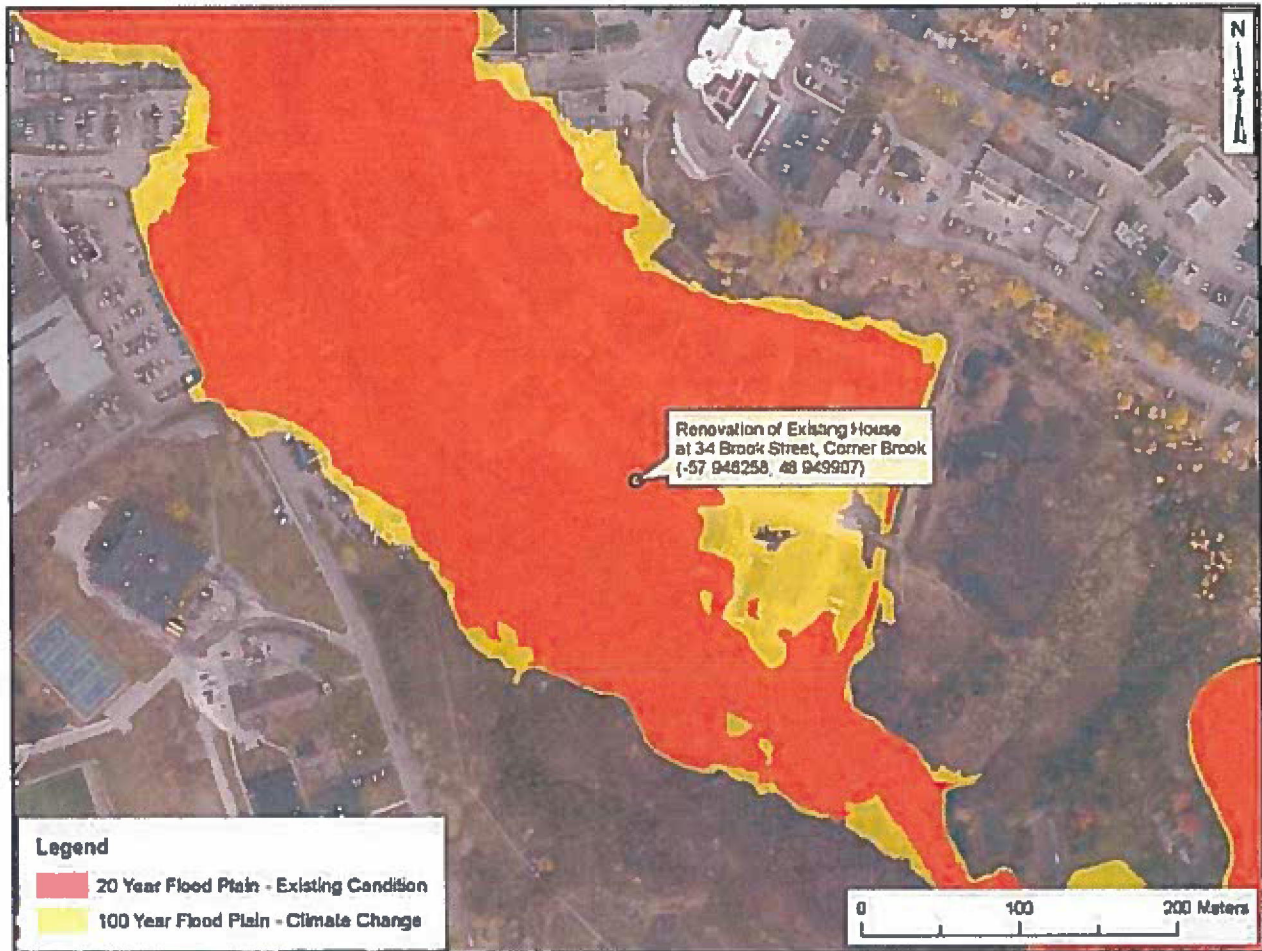 N
Renovation of Existing House
at 34 Brook Street, Corner Brook
(-57.946258, 48.949907)
Legend
20 Year Flood Plain - Existing Condition
100 Year Flood Plain - Climate Change
0 100 200 Meters